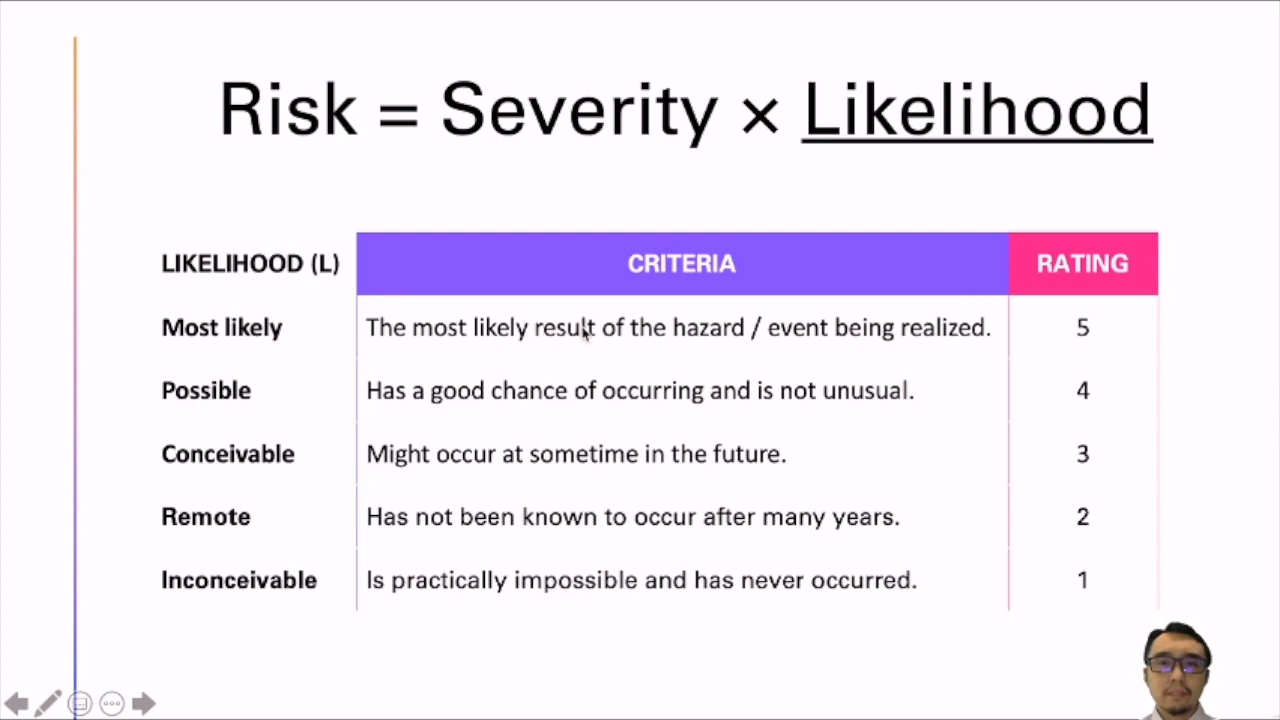 Risk = Severity × Likelihood
LIKELIHOOD (L) CRITERIA RATING
Most likely The most likely result of the hazard / event being realized. 5
Possible Has a good chance of occurring and is not unusual. 4
Conceivable Might occur at sometime in the future. 3
Remote Has not been known to occur after many years. 2
Inconceivable Is practically impossible and has never occurred. 1